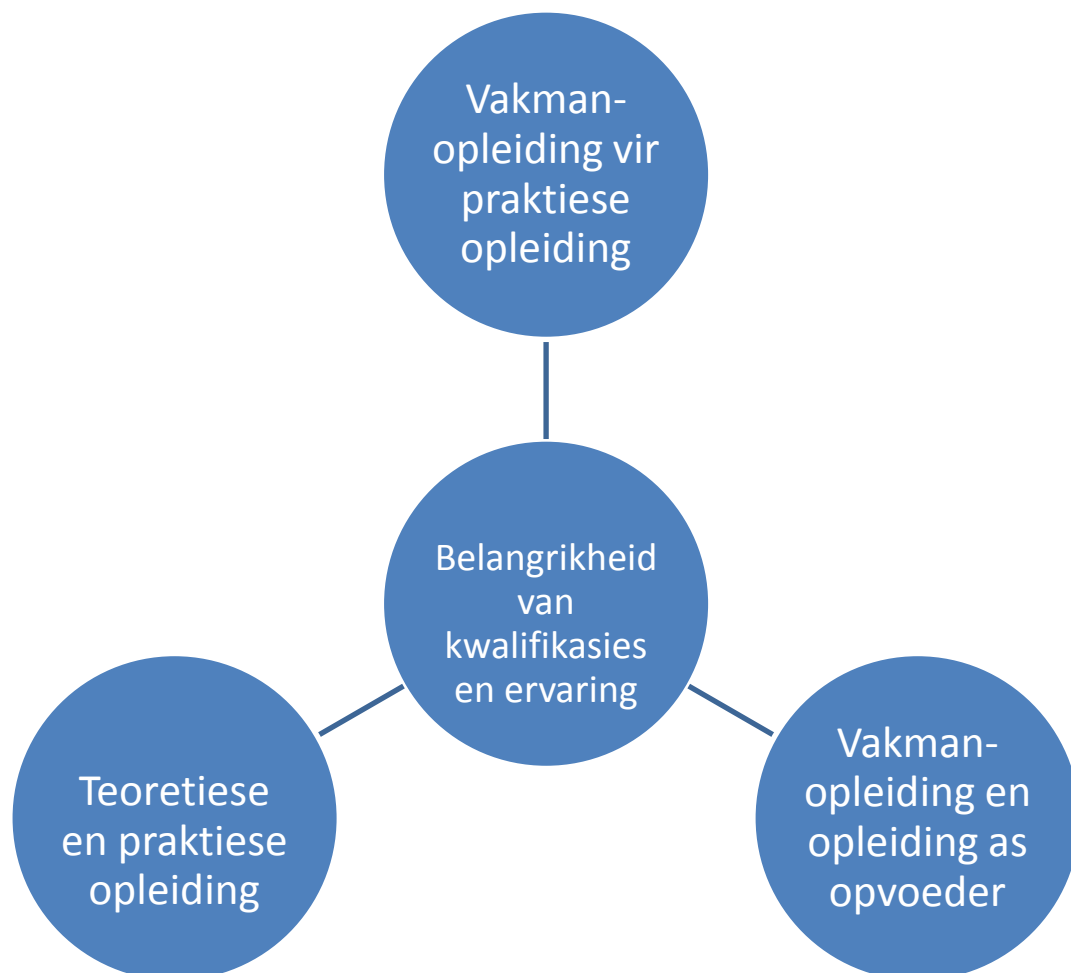 Vakman-
opleiding vir
praktiese
opleiding
Belangrikheid
van
kwalifikasies
en ervaring
Teoretiese
en praktiese
opleiding
Vakman-
opleiding en
opleiding as
opvoeder